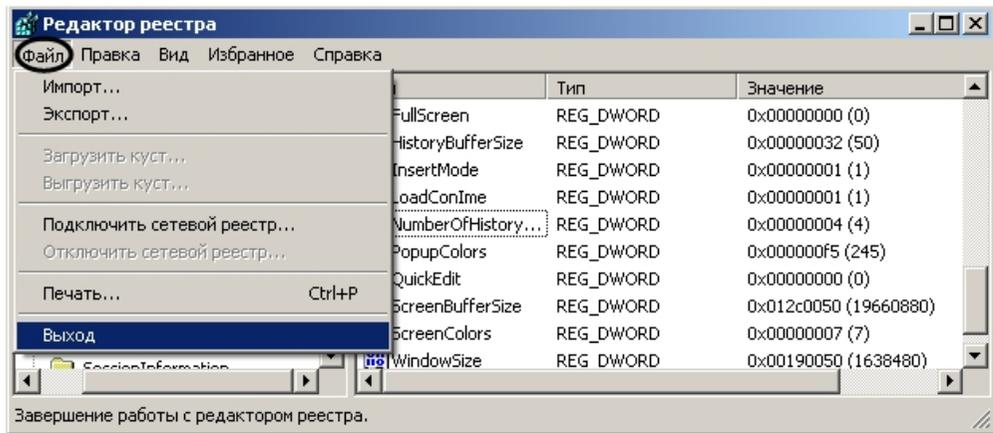 Редактор реестра
Файл Правка Вид Избранное Справка
Импорт...
Экспорт...
Загрузить куст...
Выгрузить куст...
Подключить сетевой реестр...
Отключить сетевой реестр...
Печать... Ctrl+P
Выход
Тип Значение
FullScreen REG_DWORD 0x00000000 (0)
HistoryBufferSize REG_DWORD 0x00000032 (50)
InsertMode REG_DWORD 0x00000001 (1)
LoadConIme REG_DWORD 0x00000001 (1)
NumberOfHistory... REG_DWORD 0x00000004 (4)
PopupColors REG_DWORD 0x000000f5 (245)
QuickEdit REG_DWORD 0x00000000 (0)
ScreenBufferSize REG_DWORD 0x012c0050 (19660880)
ScreenColors REG_DWORD 0x00000007 (7)
WindowSize REG_DWORD 0x00190050 (1638480)
SessionInformation
Завершение работы с редактором реестра.